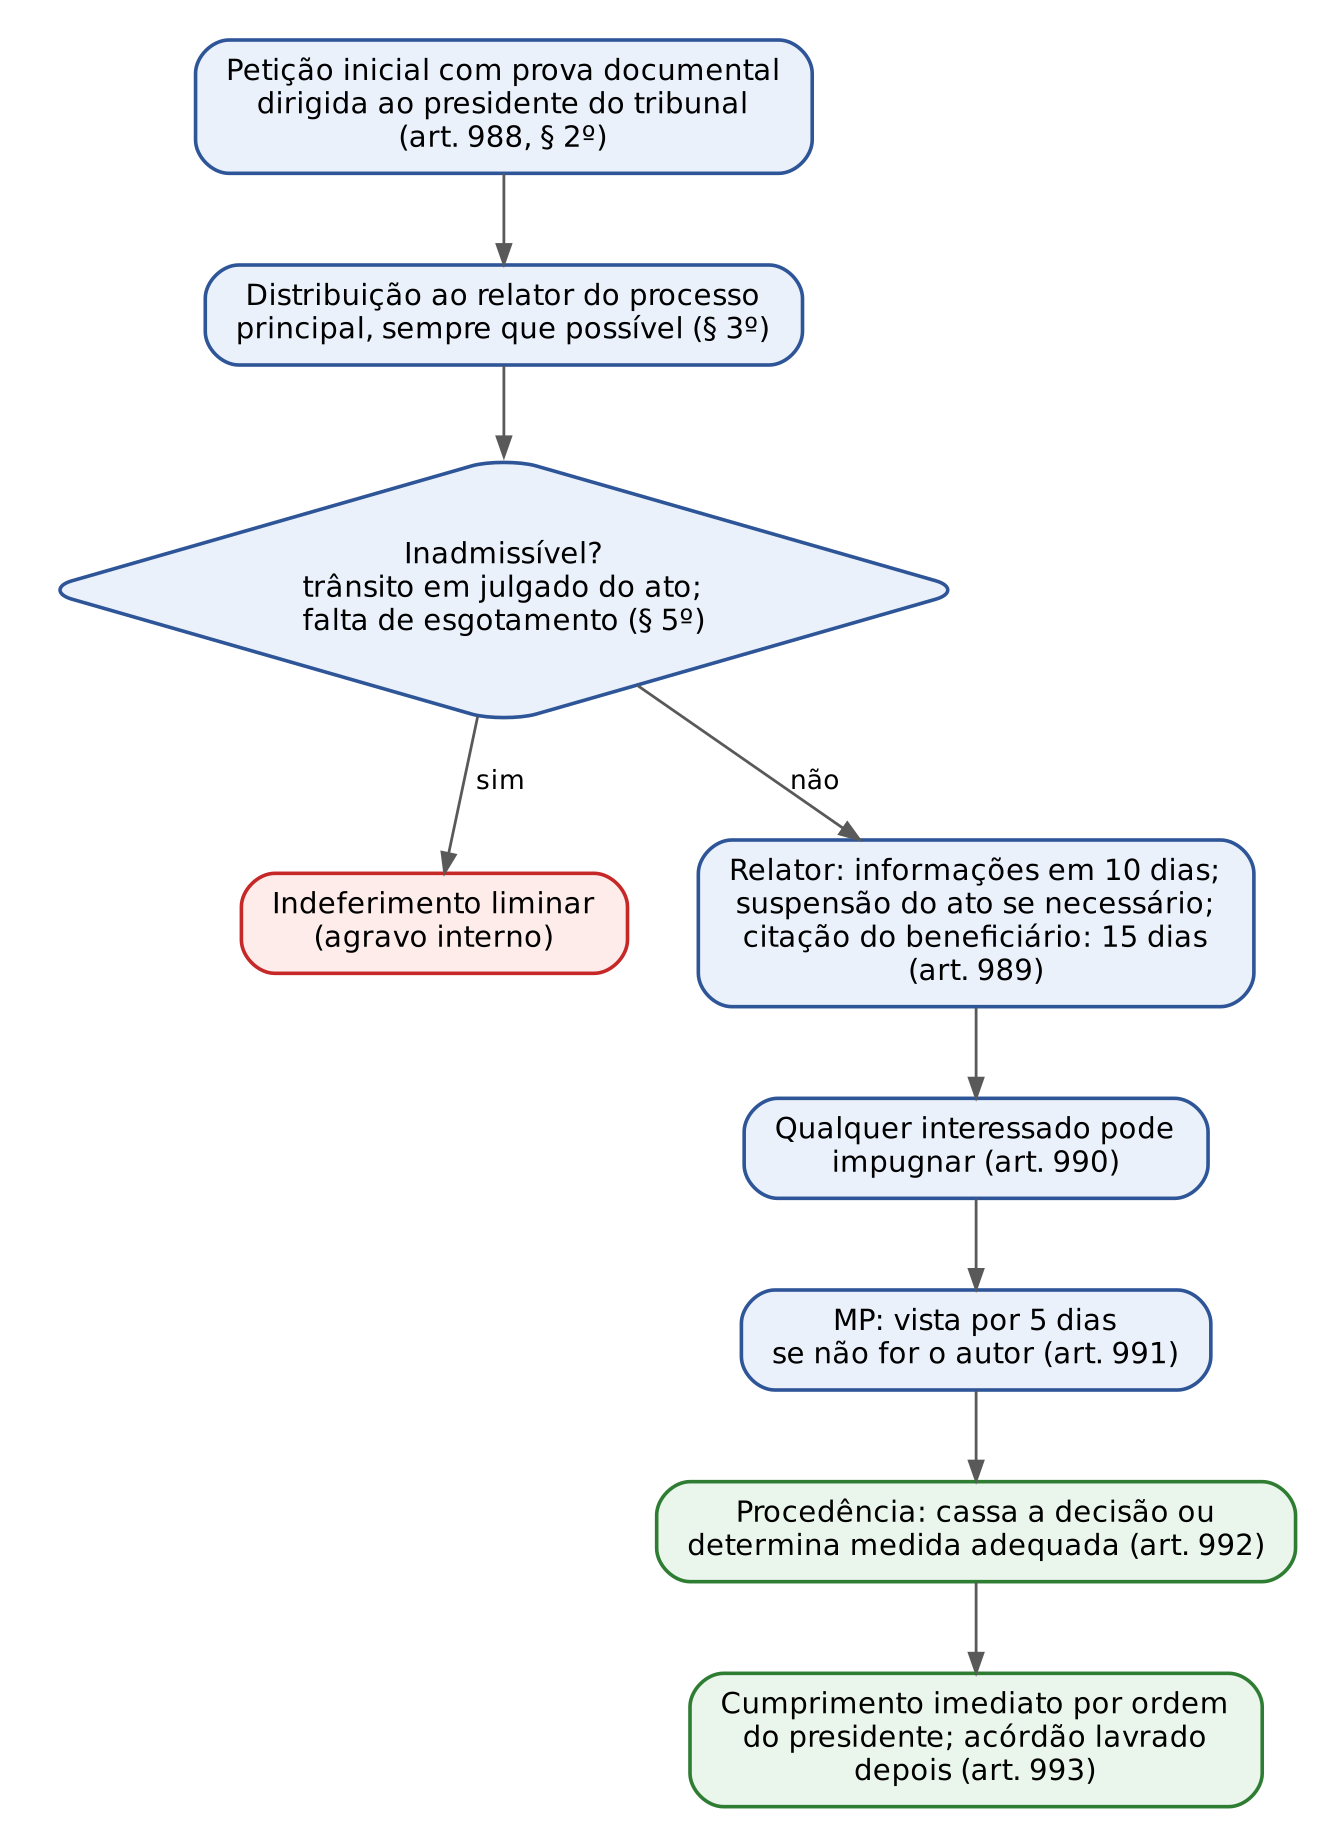 Petição inicial com prova documental
dirigida ao presidente do tribunal
(art. 988, § 2º)
Distribuição ao relator do processo
principal, sempre que possível (§ 3º)
Inadmissível?
trânsito em julgado do ato;
falta de esgotamento (§ 5º)
sim
não
Indeferimento liminar
(agravo interno)
Relator: informações em 10 dias;
suspensão do ato se necessário;
citação do beneficiário: 15 dias
(art. 989)
Qualquer interessado pode
impugnar (art. 990)
MP: vista por 5 dias
se não for o autor (art. 991)
Procedência: cassa a decisão ou
determina medida adequada (art. 992)
Cumprimento imediato por ordem
do presidente; acórdão lavrado
depois (art. 993)